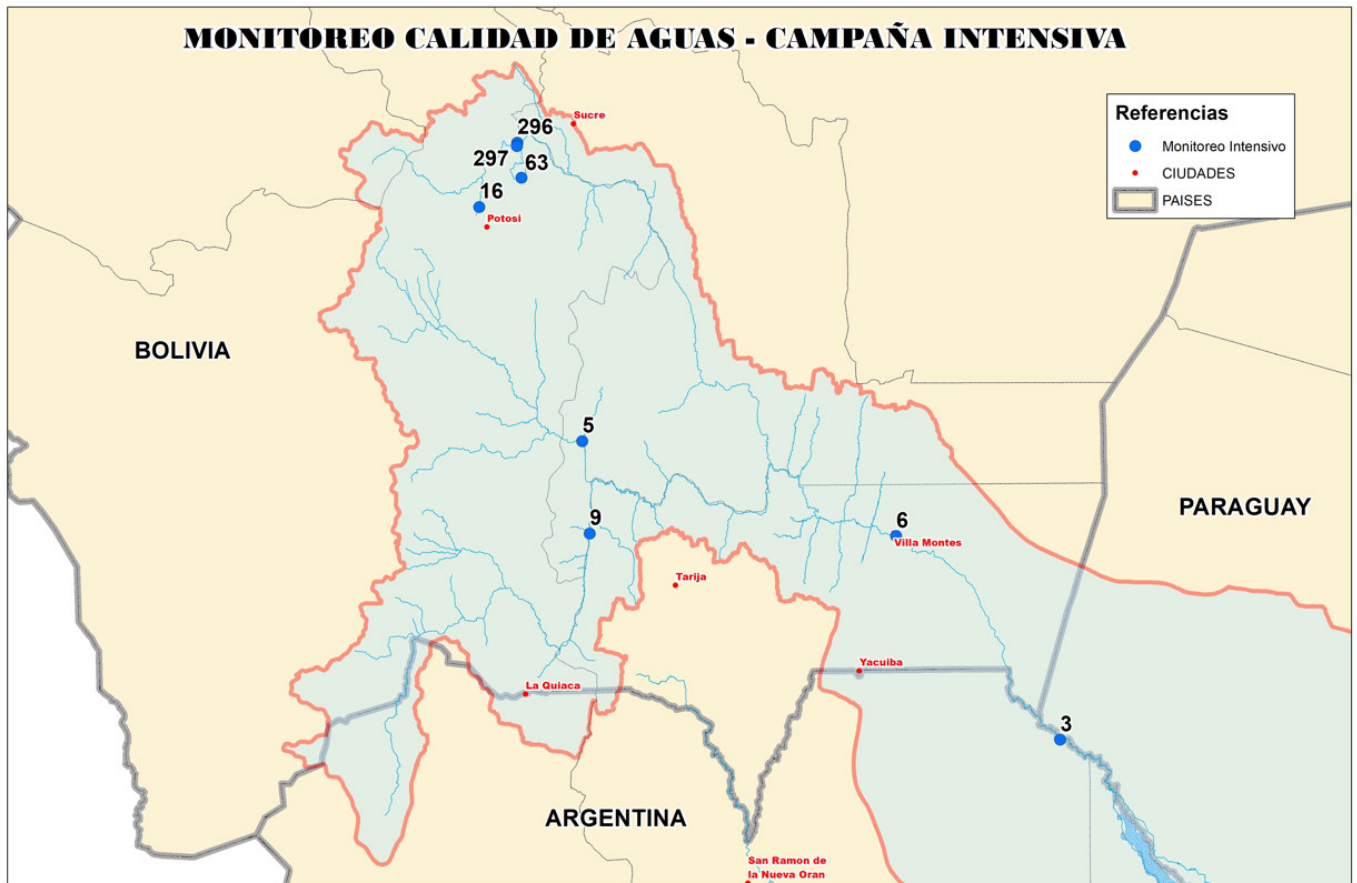 MONITOREO CALIDAD DE AGUAS - CAMPAÑA INTENSIVA
Referencias
Monitoreo Intensivo
CIUDADES
PAISES
Sucre
296
297
63
16
Potosi
BOLIVIA
5
PARAGUAY
9
6
Villa Montes
Tarija
Yacuiba
La Quiaca
3
ARGENTINA
San Ramon de
la Nueva Oran